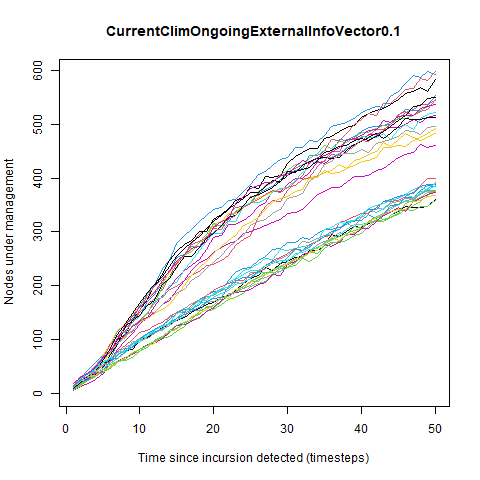 CurrentClimOngoingExternalInfoVector0.1
Nodes under management
600
500
400
300
200
100
0
0 10 20 30 40 50
Time since incursion detected (timesteps)